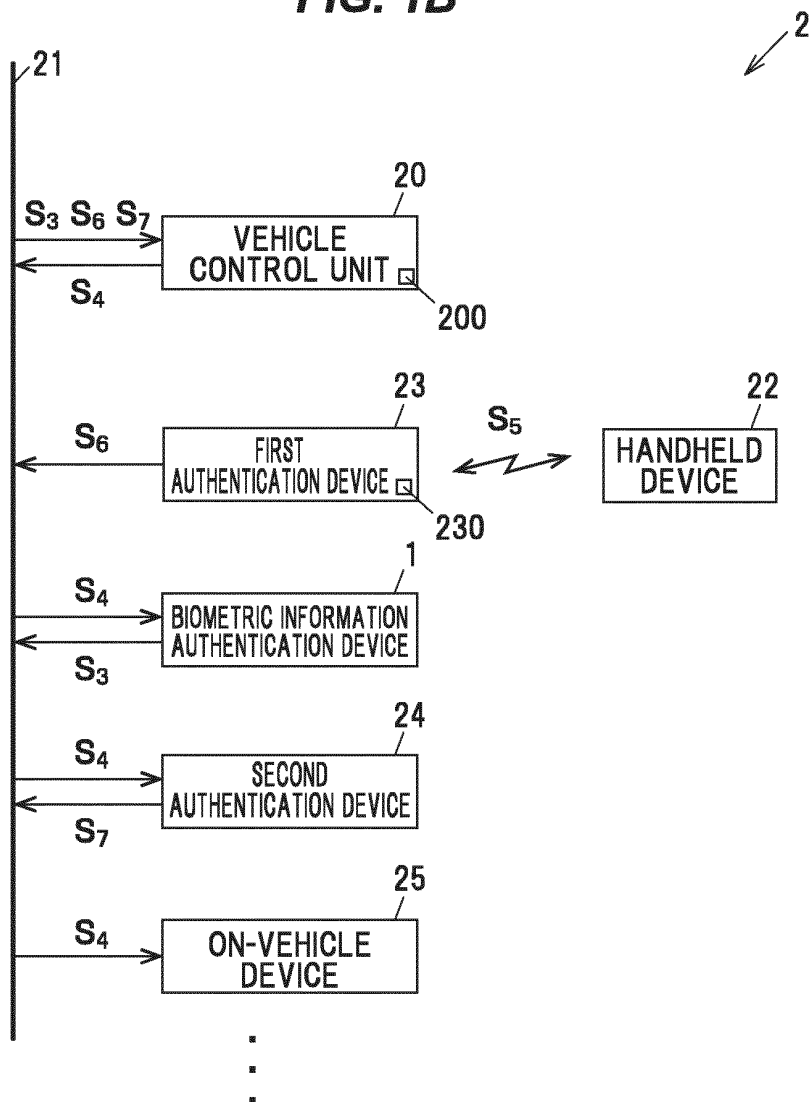 FIG. 1B
2
21
20
S3 S6 S7
VEHICLE
CONTROL UNIT
S4
200
23
22
S5
S6
FIRST
AUTHENTICATION DEVICE
HANDHELD
DEVICE
230
1
S4
BIOMETRIC INFORMATION
AUTHENTICATION DEVICE
S3
24
S4
SECOND
AUTHENTICATION DEVICE
S7
25
S4
ON-VEHICLE
DEVICE